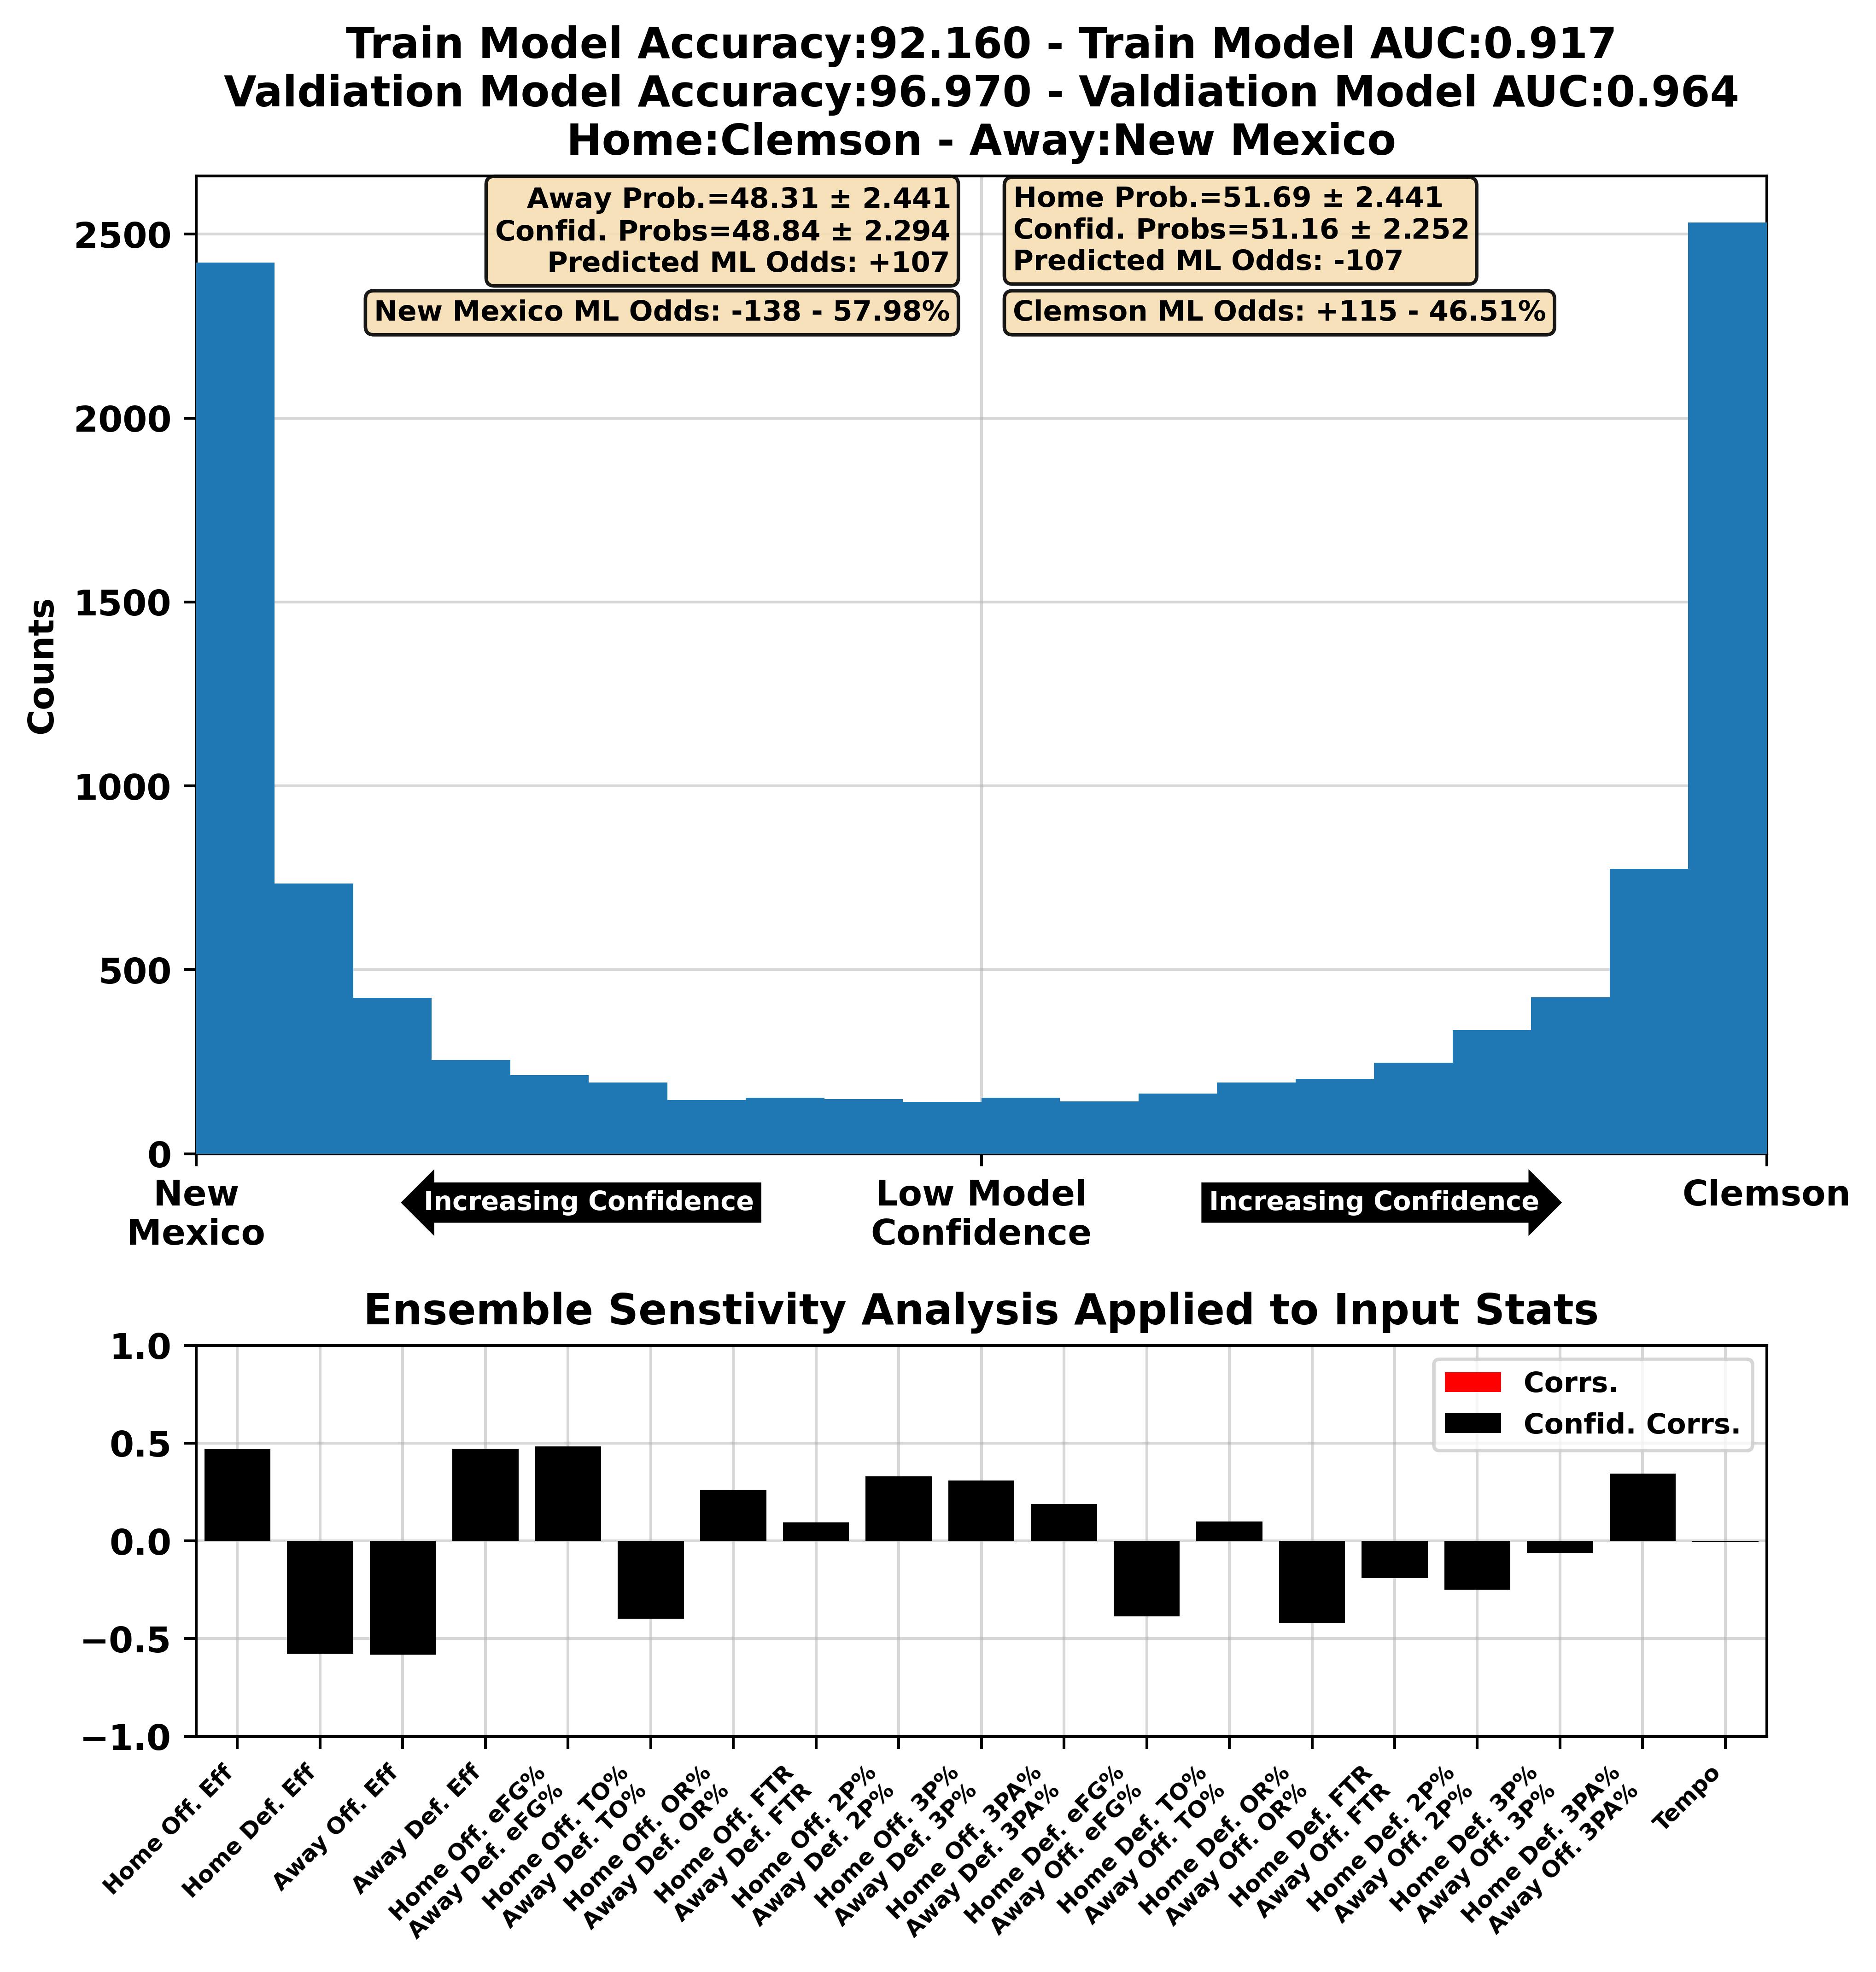 Train Model Accuracy:92.160 - Train Model AUC:0.917
Valdiation Model Accuracy:96.970 - Valdiation Model AUC:0.964
Home:Clemson - Away:New Mexico
Away Prob.=48.31 ± 2.441
Confid. Probs=48.84 ± 2.294
Predicted ML Odds: +107
New Mexico ML Odds: -138 - 57.98%
Home Prob.=51.69 ± 2.441
Confid. Probs=51.16 ± 2.252
Predicted ML Odds: -107
Clemson ML Odds: +115 - 46.51%
Counts
2500
2000
1500
1000
500
0
New
Mexico
Increasing Confidence
Low Model
Confidence
Increasing Confidence
Clemson
Ensemble Senstivity Analysis Applied to Input Stats
1.0
0.5
0.0
−0.5
−1.0
Corrs.
Confid. Corrs.
Home Off. Eff
Home Def. Eff
Away Off. Eff
Away Def. Eff
Home Off. eFG%
Away Def. eFG%
Home Off. TO%
Away Def. TO%
Home Off. OR%
Away Def. OR%
Home Off. FTR
Away Def. FTR
Home Off. 2P%
Away Def. 2P%
Home Off. 3P%
Away Def. 3P%
Home Off. 3PA%
Away Def. 3PA%
Home Def. eFG%
Away Off. eFG%
Home Def. TO%
Away Off. TO%
Home Def. OR%
Away Off. OR%
Home Def. FTR
Away Off. FTR
Home Def. 2P%
Away Off. 2P%
Home Def. 3P%
Away Off. 3P%
Home Def. 3PA%
Away Off. 3PA%
Tempo